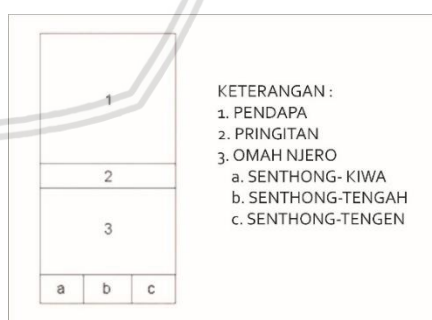 1
2
3
a b c
KETERANGAN :
1. PENDAPA
2. PRINGITAN
3. OMAH NJERO
a. SENTHONG- KIWA
b. SENTHONG-TENGAH
c. SENTHONG-TENGEN